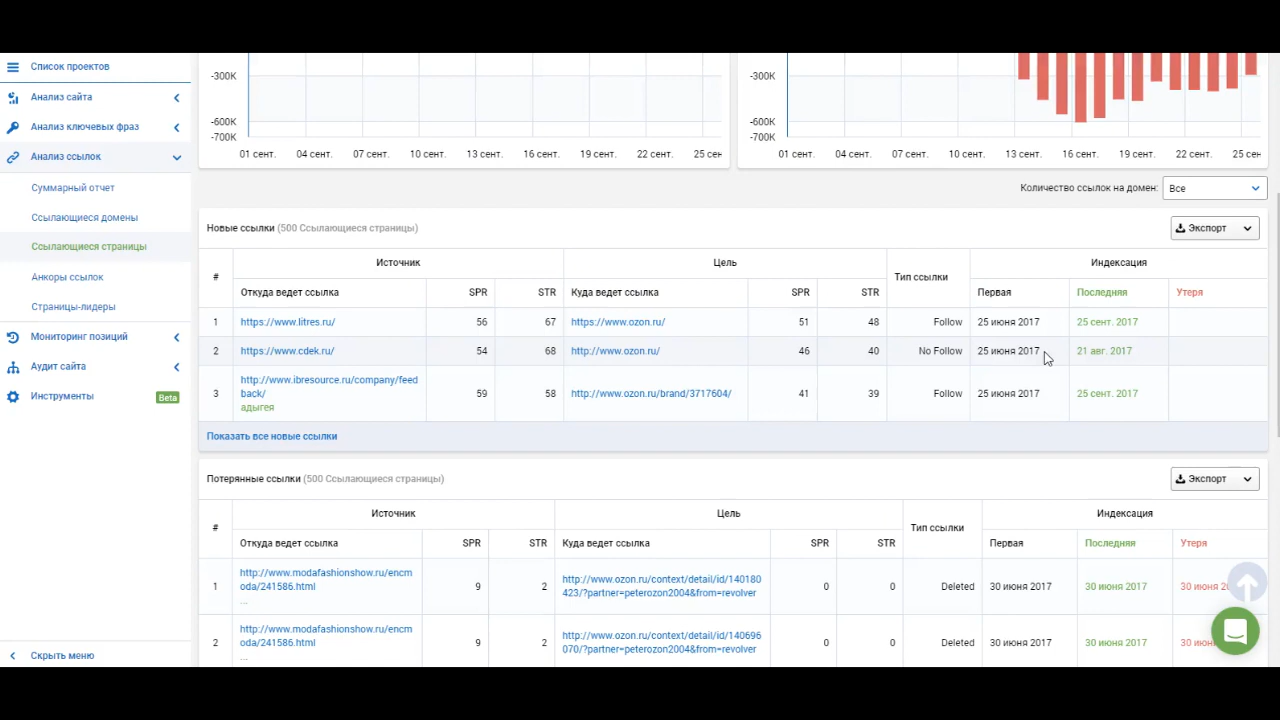 Список проектов
Анализ сайта
Анализ ключевых фраз
Анализ ссылок
Суммарный отчет
Ссылающиеся домены
Ссылающиеся страницы
Анкоры ссылок
Страницы-лидеры
Мониторинг позиций
Аудит сайта
Инструменты Beta
Скрыть меню
-300K
-600K
-700K
01 сент. 04 сент. 07 сент. 10 сент. 13 сент. 16 сент. 19 сент. 22 сент. 25 сен
-300K
-600K
-700K
01 сент. 04 сент. 07 сент. 10 сент. 13 сент. 16 сент. 19 сент. 22 сент. 25 сен
Количество ссылок на домен: Все
Новые ссылки (500 Ссылающиеся страницы) Экспорт
# Источник Цель Тип ссылки Индексация
Откуда ведет ссылка SPR STR Куда ведет ссылка SPR STR Первая Последняя Утеря
1 https://www.litres.ru/ 56 67 https://www.ozon.ru/ 51 48 Follow 25 июня 2017 25 сент. 2017
2 https://www.cdek.ru/ 54 68 http://www.ozon.ru/ 46 40 No Follow 25 июня 2017 21 авг. 2017
http://www.ibresource.ru/company/feed
3 back/ 59 58 http://www.ozon.ru/brand/3717604/ 41 39 Follow 25 июня 2017 25 сент. 2017
адыгея
Показать все новые ссылки
Потерянные ссылки (500 Ссылающиеся страницы) Экспорт
# Источник Цель Тип ссылки Индексация
Откуда ведет ссылка SPR STR Куда ведет ссылка SPR STR Первая Последняя Утеря
http://www.modafashionshow.ru/encm http://www.ozon.ru/context/detail/id/140180
1 oda/241586.html 9 2 423/?partner=peterozon2004&from=revolver 0 0 Deleted 30 июня 2017 30 июня 2017 30 июня
...
http://www.modafashionshow.ru/encm http://www.ozon.ru/context/detail/id/140696
2 oda/241586.html 9 2 070/?partner=peterozon2004&from=revolver 0 0 Deleted 30 июня 2017 30 июня 2017 30
...